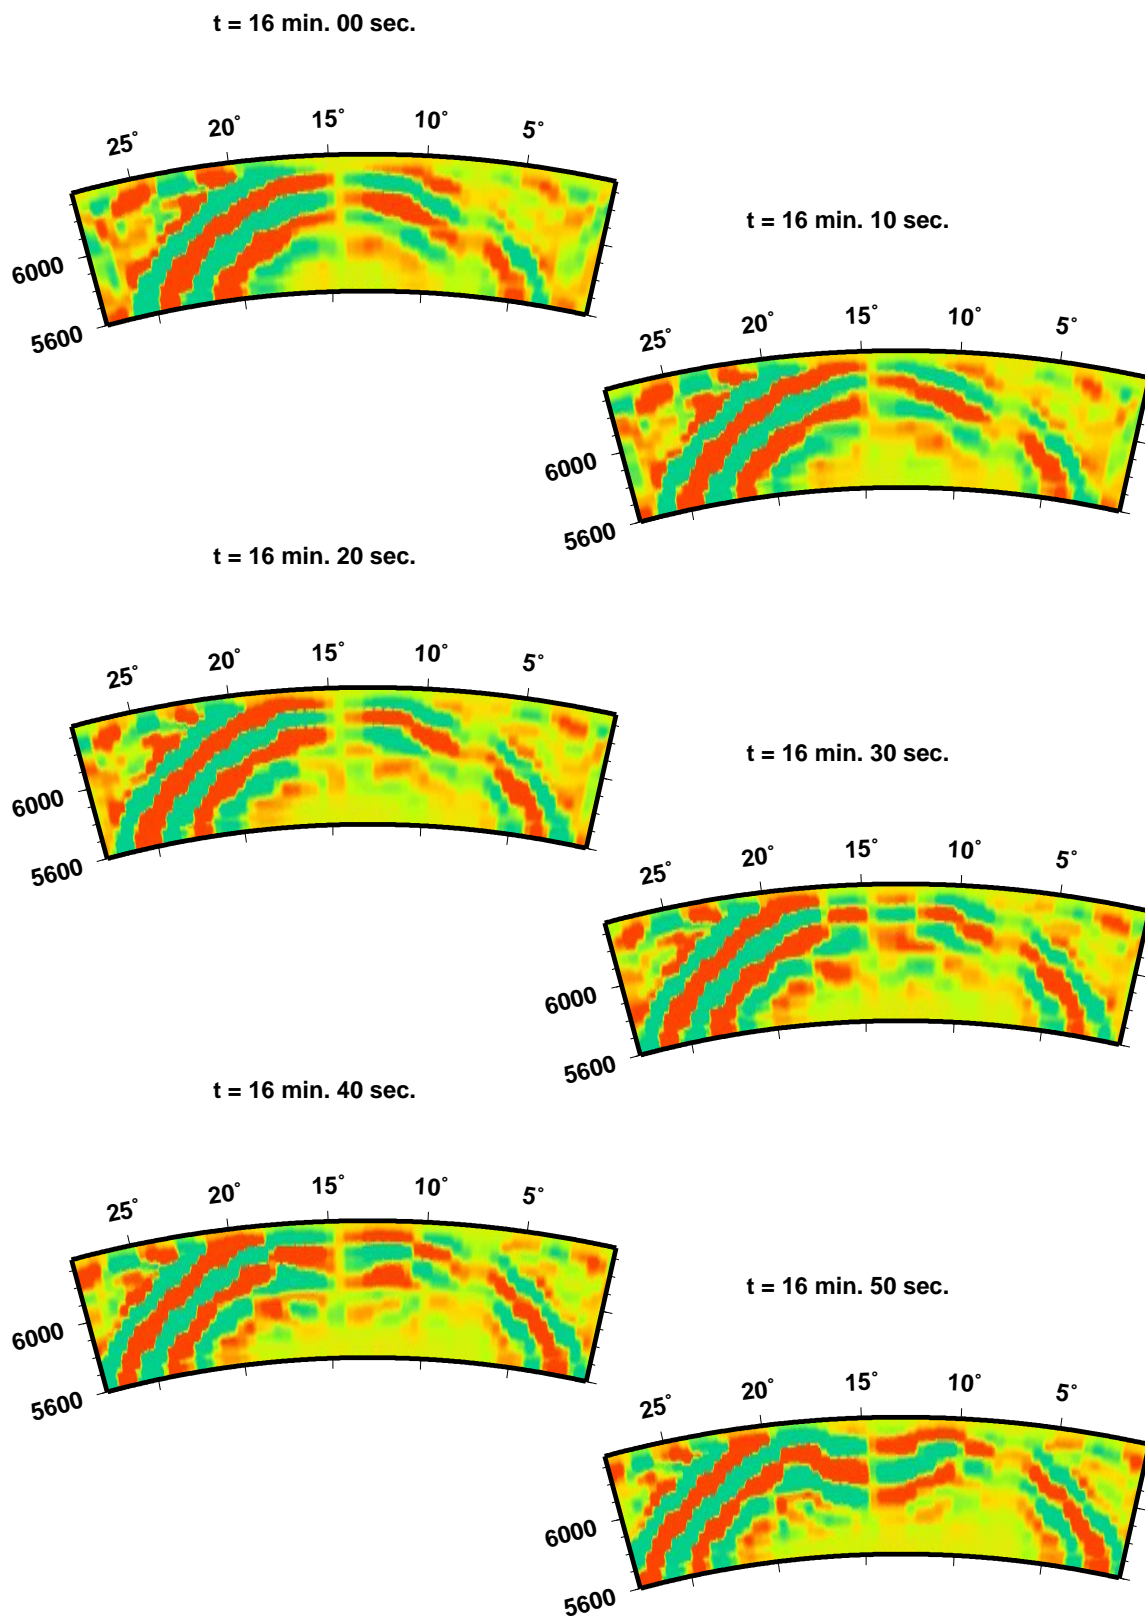 t = 16 min. 00 sec.
25° 20° 15° 10° 5°
6000
5600
t = 16 min. 10 sec.
25° 20° 15° 10° 5°
6000
5600
t = 16 min. 20 sec.
25° 20° 15° 10° 5°
6000
5600
t = 16 min. 30 sec.
25° 20° 15° 10° 5°
6000
5600
t = 16 min. 40 sec.
25° 20° 15° 10° 5°
6000
5600
t = 16 min. 50 sec.
25° 20° 15° 10° 5°
6000
5600